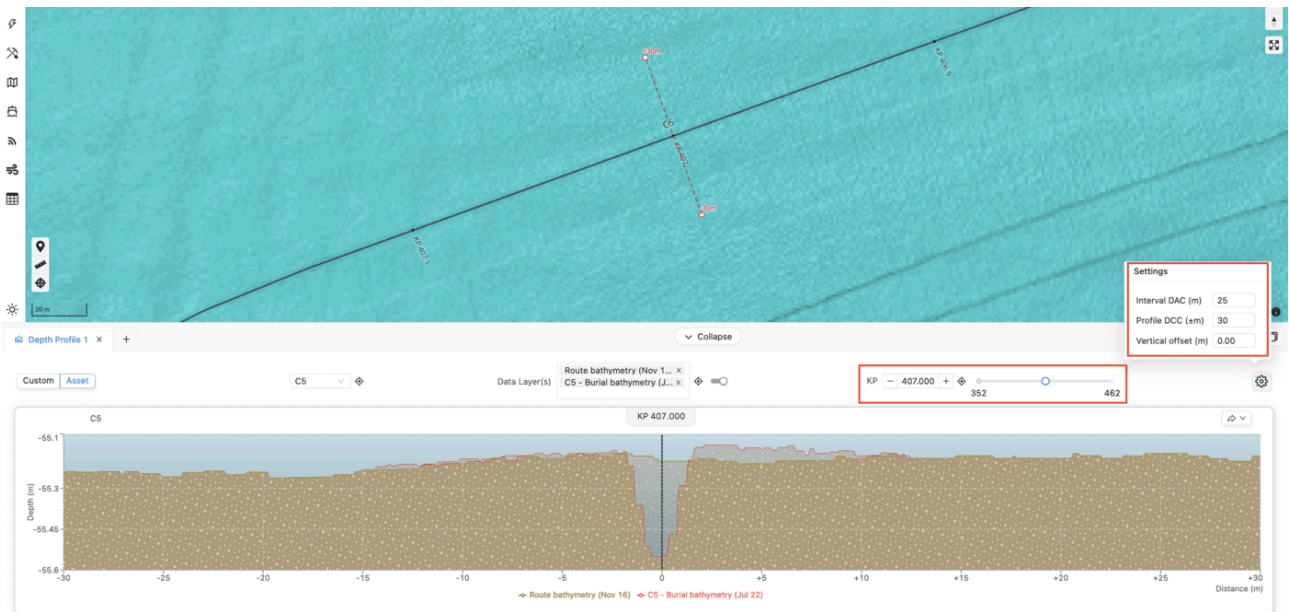 +30m
KP 406.9
KP 407
-30m
KP 407.1
20 m
Settings
Interval DAC (m) 25
Profile DCC (±m) 30
Vertical offset (m) 0.00
Depth Profile 1 × +
Collapse
Custom Asset
C5
Data Layer(s)
Route bathymetry (Nov 1... ×
C5 - Burial bathymetry (J... ×
KP − 407.000 +
352 462
C5
KP 407.000
Depth (m)
-55.1
-55.3
-55.45
-55.6
-30 -25 -20 -15 -10 -5 0 +5 +10 +15 +20 +25 +30
Distance (m)
Route bathymetry (Nov 16) C5 - Burial bathymetry (Jul 22)